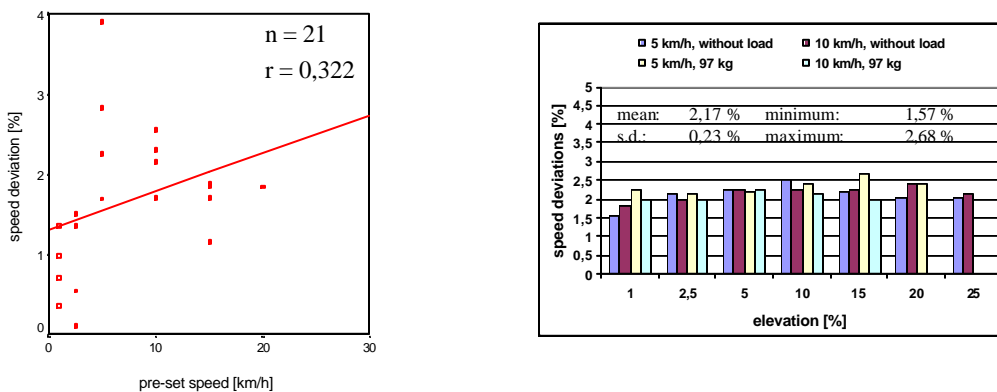 4
3
2
1
0
n = 21
r = 0,322
0
10
20
30
speed deviation [%]
pre-set speed [km/h]
5 km/h, without load
10 km/h, without load
5 km/h, 97 kg
10 km/h, 97 kg
5
4,5
4
3,5
3
2,5
2
1,5
1
0,5
0
mean: 2,17 % minimum: 1,57 %
s.d.: 0,23 % maximum: 2,68 %
speed deviations [%]
1 2,5 5 10 15 20 25
elevation [%]